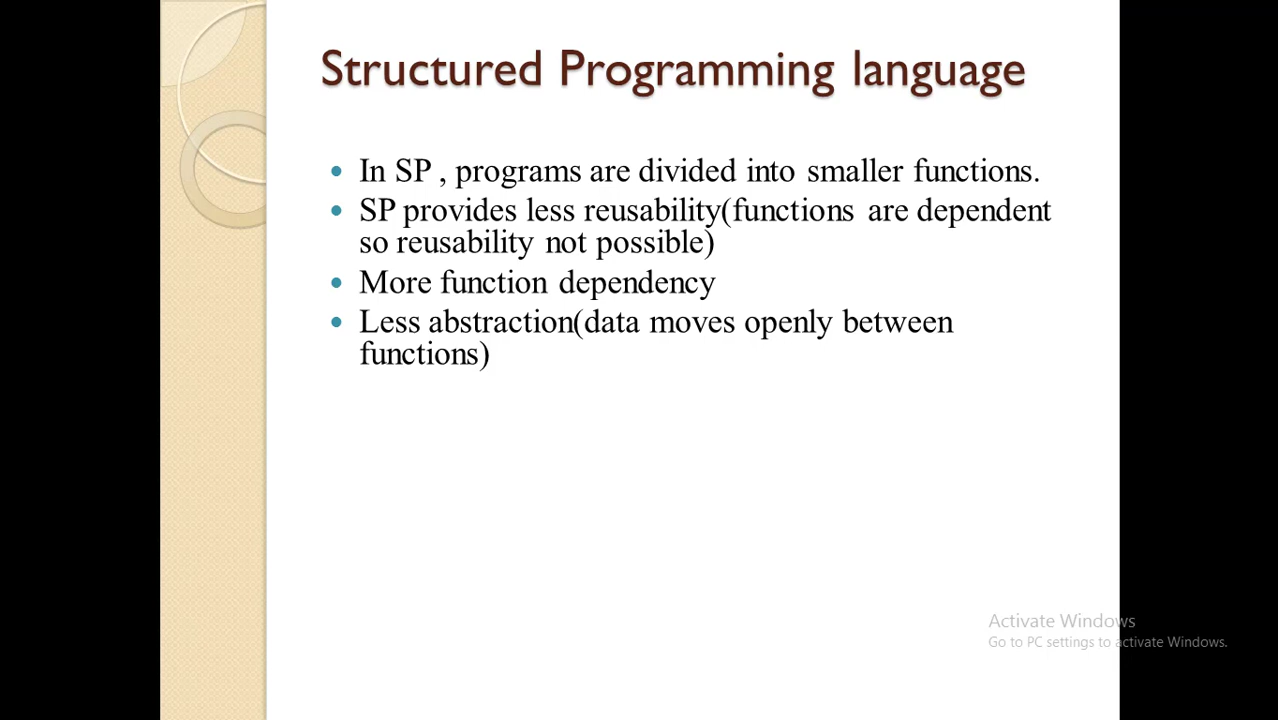 Structured Programming language
• In SP , programs are divided into smaller functions.
• SP provides less reusability(functions are dependent
so reusability not possible)
• More function dependency
• Less abstraction(data moves openly between
functions)
Activate Windows
Go to PC settings to activate Windows.